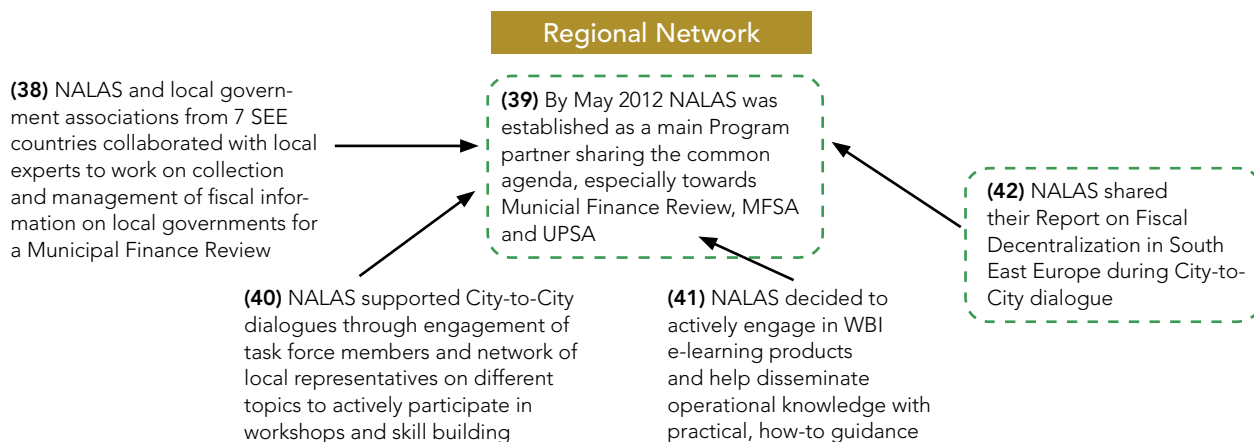 Regional Network
(38) NALAS and local govern-
ment associations from 7 SEE
countries collaborated with local
experts to work on collection
and management of fiscal infor-
mation on local governments for
a Municipal Finance Review
(39) By May 2012 NALAS was
established as a main Program
partner sharing the common
agenda, especially towards
Municial Finance Review, MFSA
and UPSA
(40) NALAS supported City-to-City
dialogues through engagement of
task force members and network of
local representatives on different
topics to actively participate in
workshops and skill building
(41) NALAS decided to
actively engage in WBI
e-learning products
and help disseminate
operational knowledge with
practical, how-to guidance
(42) NALAS shared
their Report on Fiscal
Decentralization in South
East Europe during City-to-
City dialogue